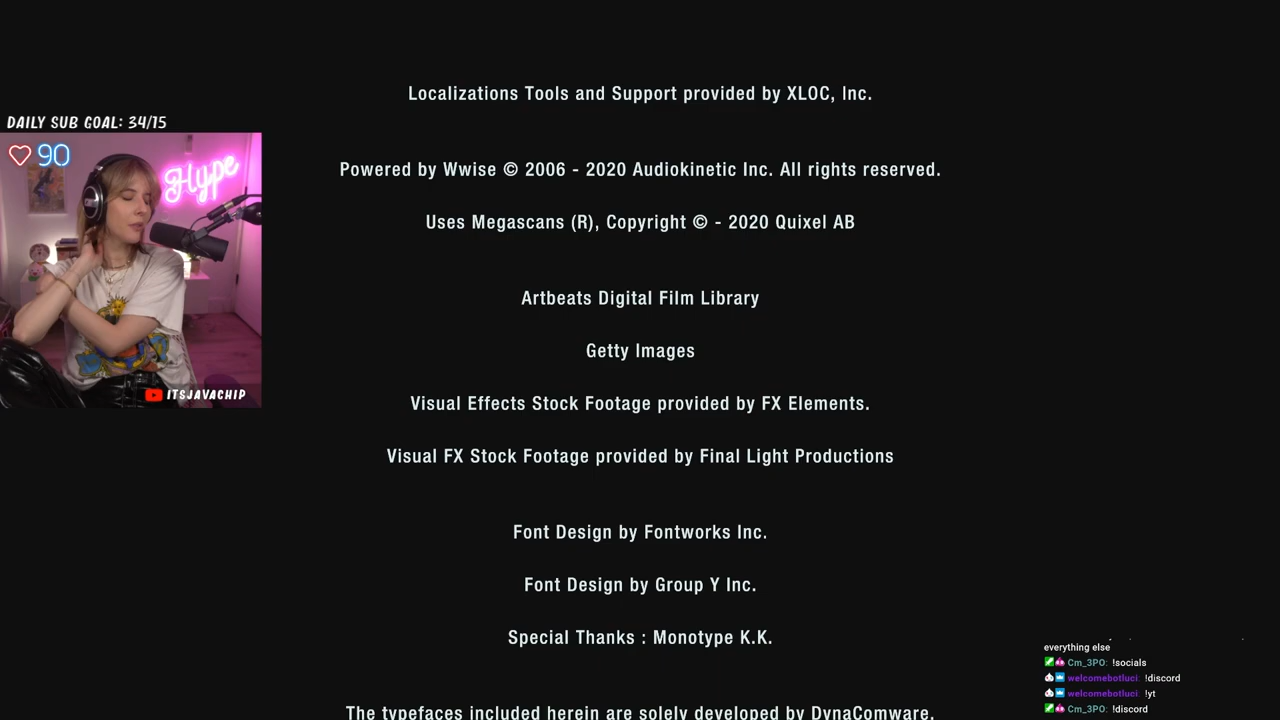 Localizations Tools and Support provided by XLOC, Inc.
DAILY SUB GOAL: 34/15
90
Hype
Powered by Wwise © 2006 - 2020 Audiokinetic Inc. All rights reserved.
Uses Megascans (R), Copyright © - 2020 Quixel AB
Artbeats Digital Film Library
Getty Images
ITSJAVACHIP
Visual Effects Stock Footage provided by FX Elements.
Visual FX Stock Footage provided by Final Light Productions
Font Design by Fontworks Inc.
Font Design by Group Y Inc.
Special Thanks : Monotype K.K.
The typefaces included herein are solely developed by DynaComware.
everything else
Cm_3PO: !socials
welcomebotluci: !discord
welcomebotluci: !yt
Cm_3PO: !discord